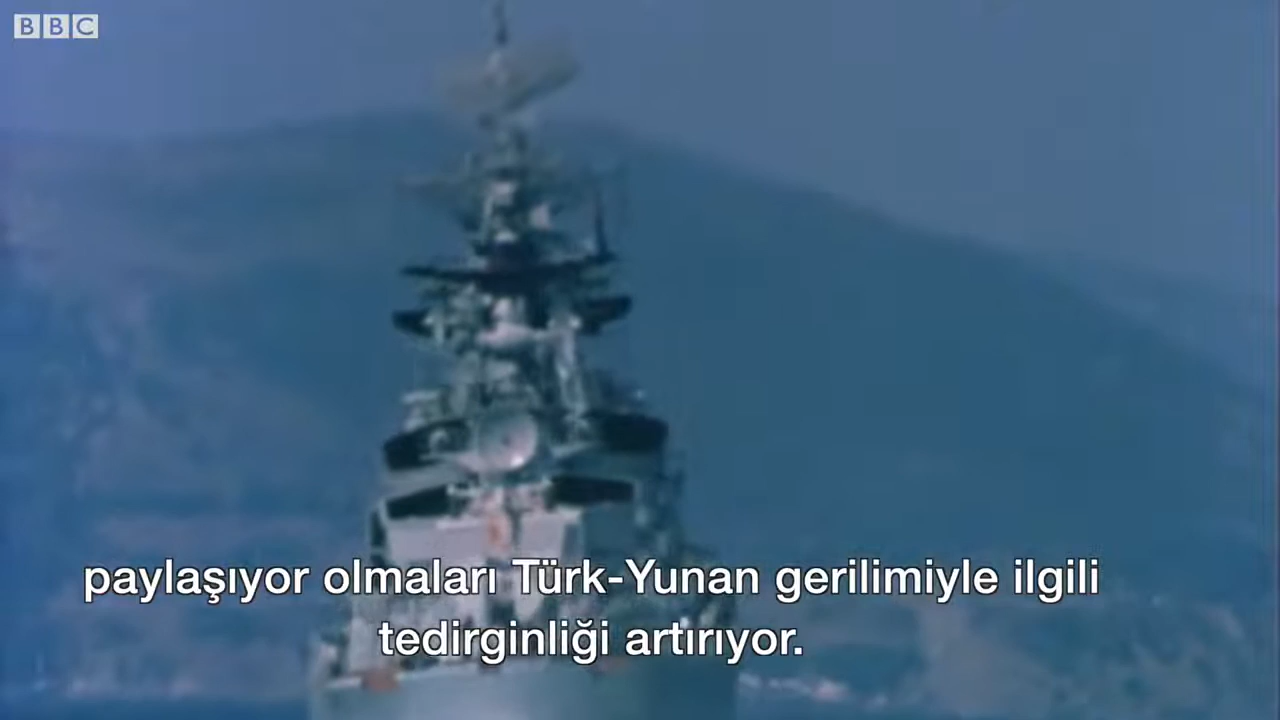 BBC
paylaşıyor olmaları Türk-Yunan gerilimiyle ilgili
tedirginliği artırıyor.